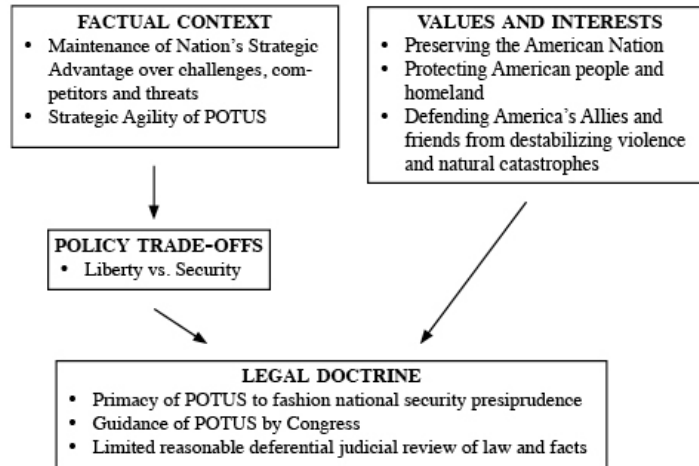 FACTUAL CONTEXT
• Maintenance of Nation's Strategic
Advantage over challenges, com-
petitors and threats
• Strategic Agility of POTUS
VALUES AND INTERESTS
• Preserving the American Nation
• Protecting American people and
homeland
• Defending America's Allies and
friends from destabilizing violence
and natural catastrophes
POLICY TRADE-OFFS
• Liberty vs. Security
LEGAL DOCTRINE
• Primacy of POTUS to fashion national security presiprudence
• Guidance of POTUS by Congress
• Limited reasonable deferential judicial review of law and facts